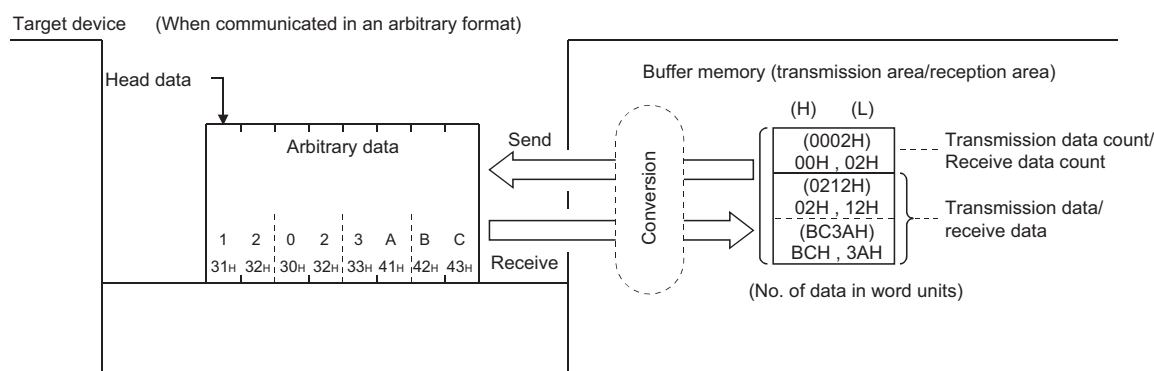 Target device (When communicated in an arbitrary format)
Head data
Buffer memory (transmission area/reception area)
(H) (L)
Arbitrary data
Send
Conversion
(0002H)
00H , 02H
Transmission data count/
Receive data count
(0212H)
02H , 12H
(BC3AH)
BCH , 3AH
Transmission data/
receive data
1 2 0 2 3 A B C
31H 32H 30H 32H 33H 41H 42H 43H
Receive
(No. of data in word units)